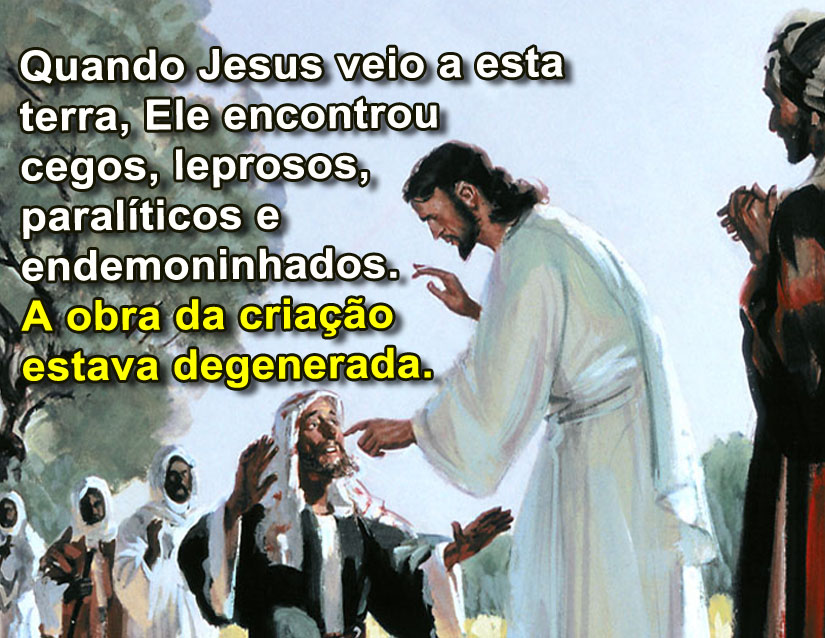 Quando Jesus veio a esta
terra, Ele encontrou
cegos, leprosos,
paralíticos e
endemoninhados.
A obra da criação
estava degenerada.